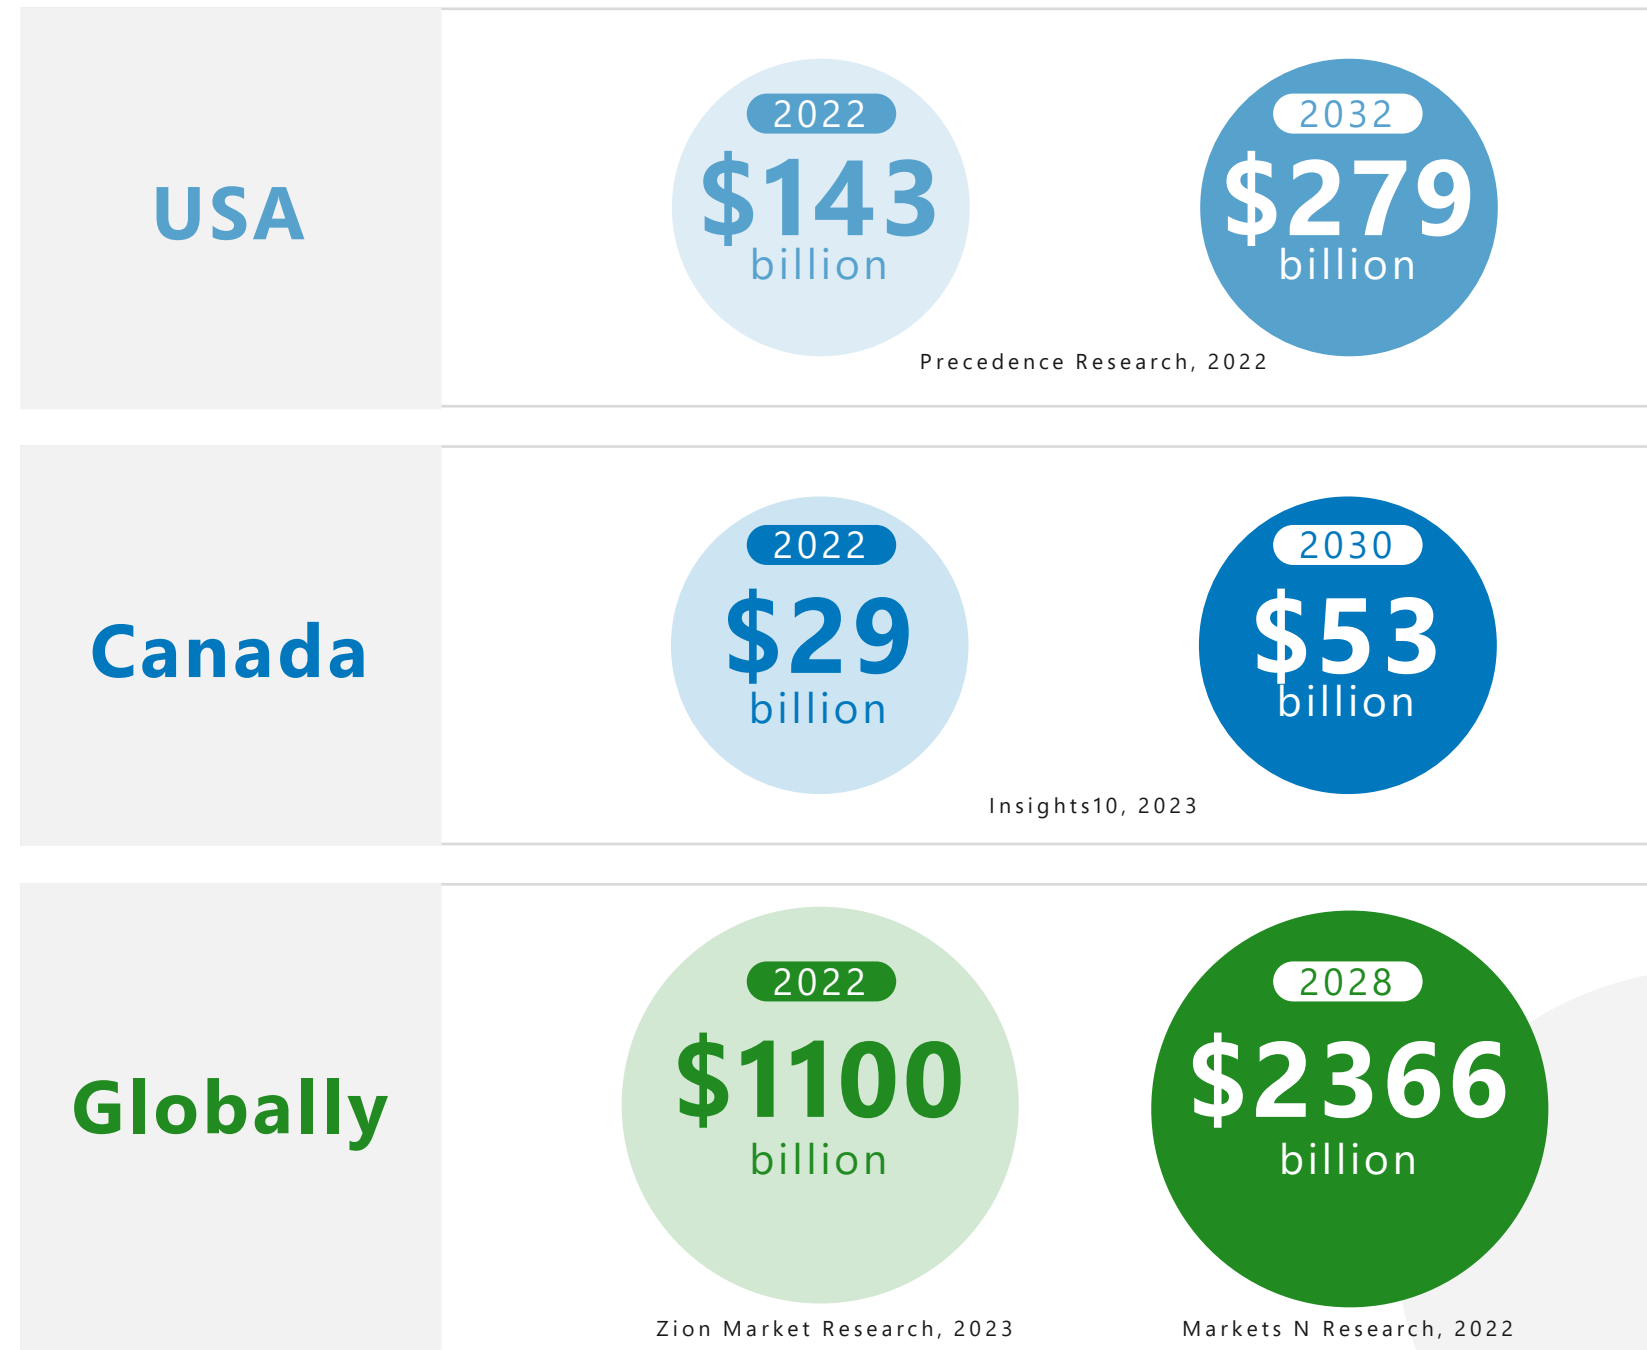 USA
2022
$143
billion
2032
$279
billion
Precedence Research, 2022
Canada
2022
$29
billion
2030
$53
billion
Insights10, 2023
Globally
2022
$1100
billion
2028
$2366
billion
Zion Market Research, 2023
Markets N Research, 2022